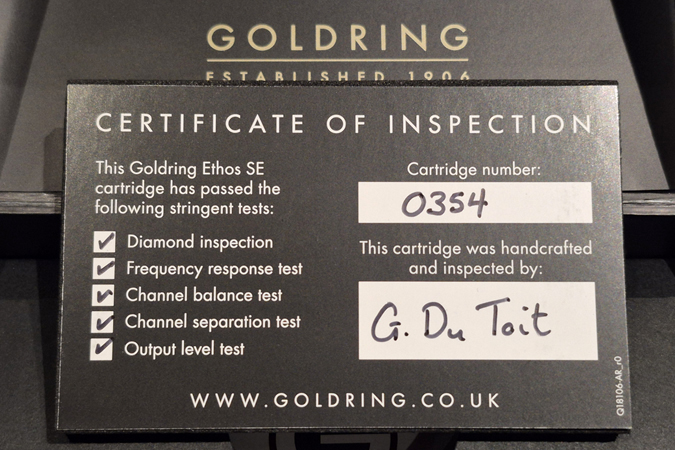 GOLDRING
ESTABLISHED 1906
CERTIFICATE OF INSPECTION
This Goldring Ethos SE
cartridge has passed the
following stringent tests:
Diamond inspection
Frequency response test
Channel balance test
Channel separation test
Output level test
Cartridge number:
0354
This cartridge was handcrafted
and inspected by:
G. Du Toit
WWW.GOLDRING.CO.UK
Q18106-AR_r0